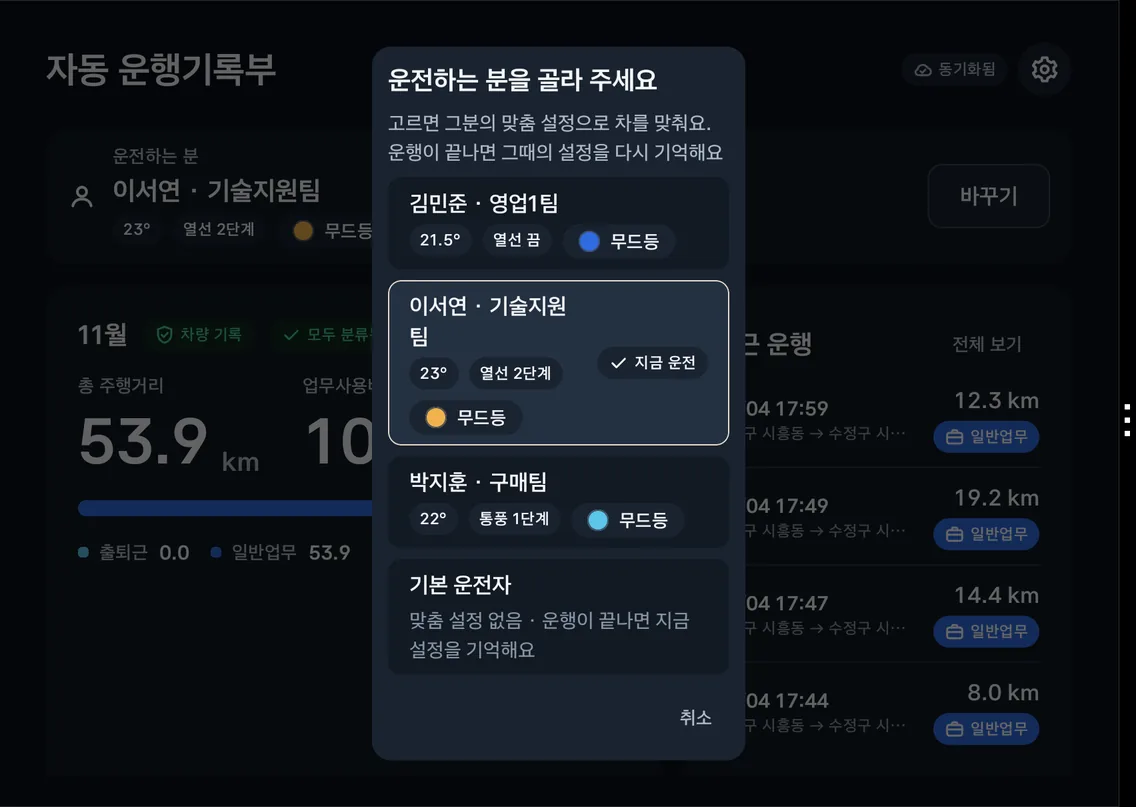 자동 운행기록부
동기화됨
운전하는 분
이서연 · 기술지원팀
23° 열선 2단계 무드등
바꾸기
11월 차량 기록 모두 분류
총 주행거리 업무사용
53.9 km 10
출퇴근 0.0 일반업무 53.9
운전하는 분을 골라 주세요
고르면 그분의 맞춤 설정으로 차를 맞춰요.
운행이 끝나면 그때의 설정을 다시 기억해요
김민준 · 영업1팀
21.5° 열선 끔 무드등
이서연 · 기술지원
팀
23° 열선 2단계
무드등
지금 운전
박지훈 · 구매팀
22° 통풍 1단계 무드등
기본 운전자
맞춤 설정 없음 · 운행이 끝나면 지금
설정을 기억해요
취소
운행 전체 보기
04 17:59 12.3 km
구 시흥동 → 수정구 시··· 일반업무
04 17:49 19.2 km
구 시흥동 → 수정구 시··· 일반업무
04 17:47 14.4 km
구 시흥동 → 수정구 시··· 일반업무
04 17:44 8.0 km
구 시흥동 → 수정구 시··· 일반업무